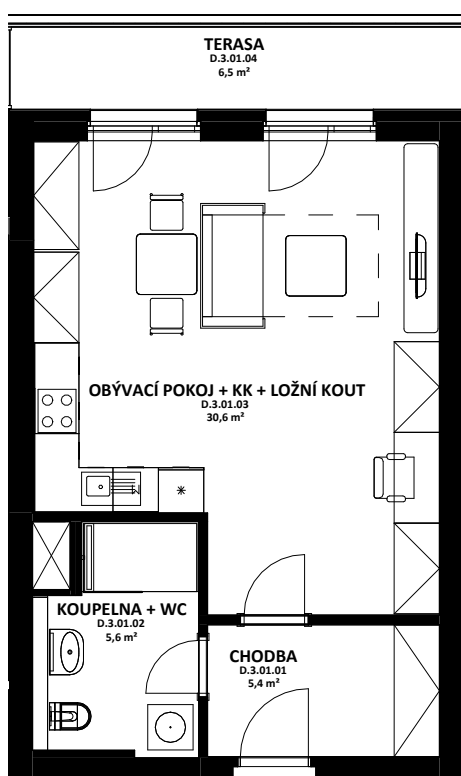 TERASA
D.3.01.04
6,5 m²
OBÝVACÍ POKOJ + KK + LOŽNÍ KOUT
D.3.01.03
30,6 m²
KOUPELNA + WC
D.3.01.02
5,6 m²
CHODBA
D.3.01.01
5,4 m²